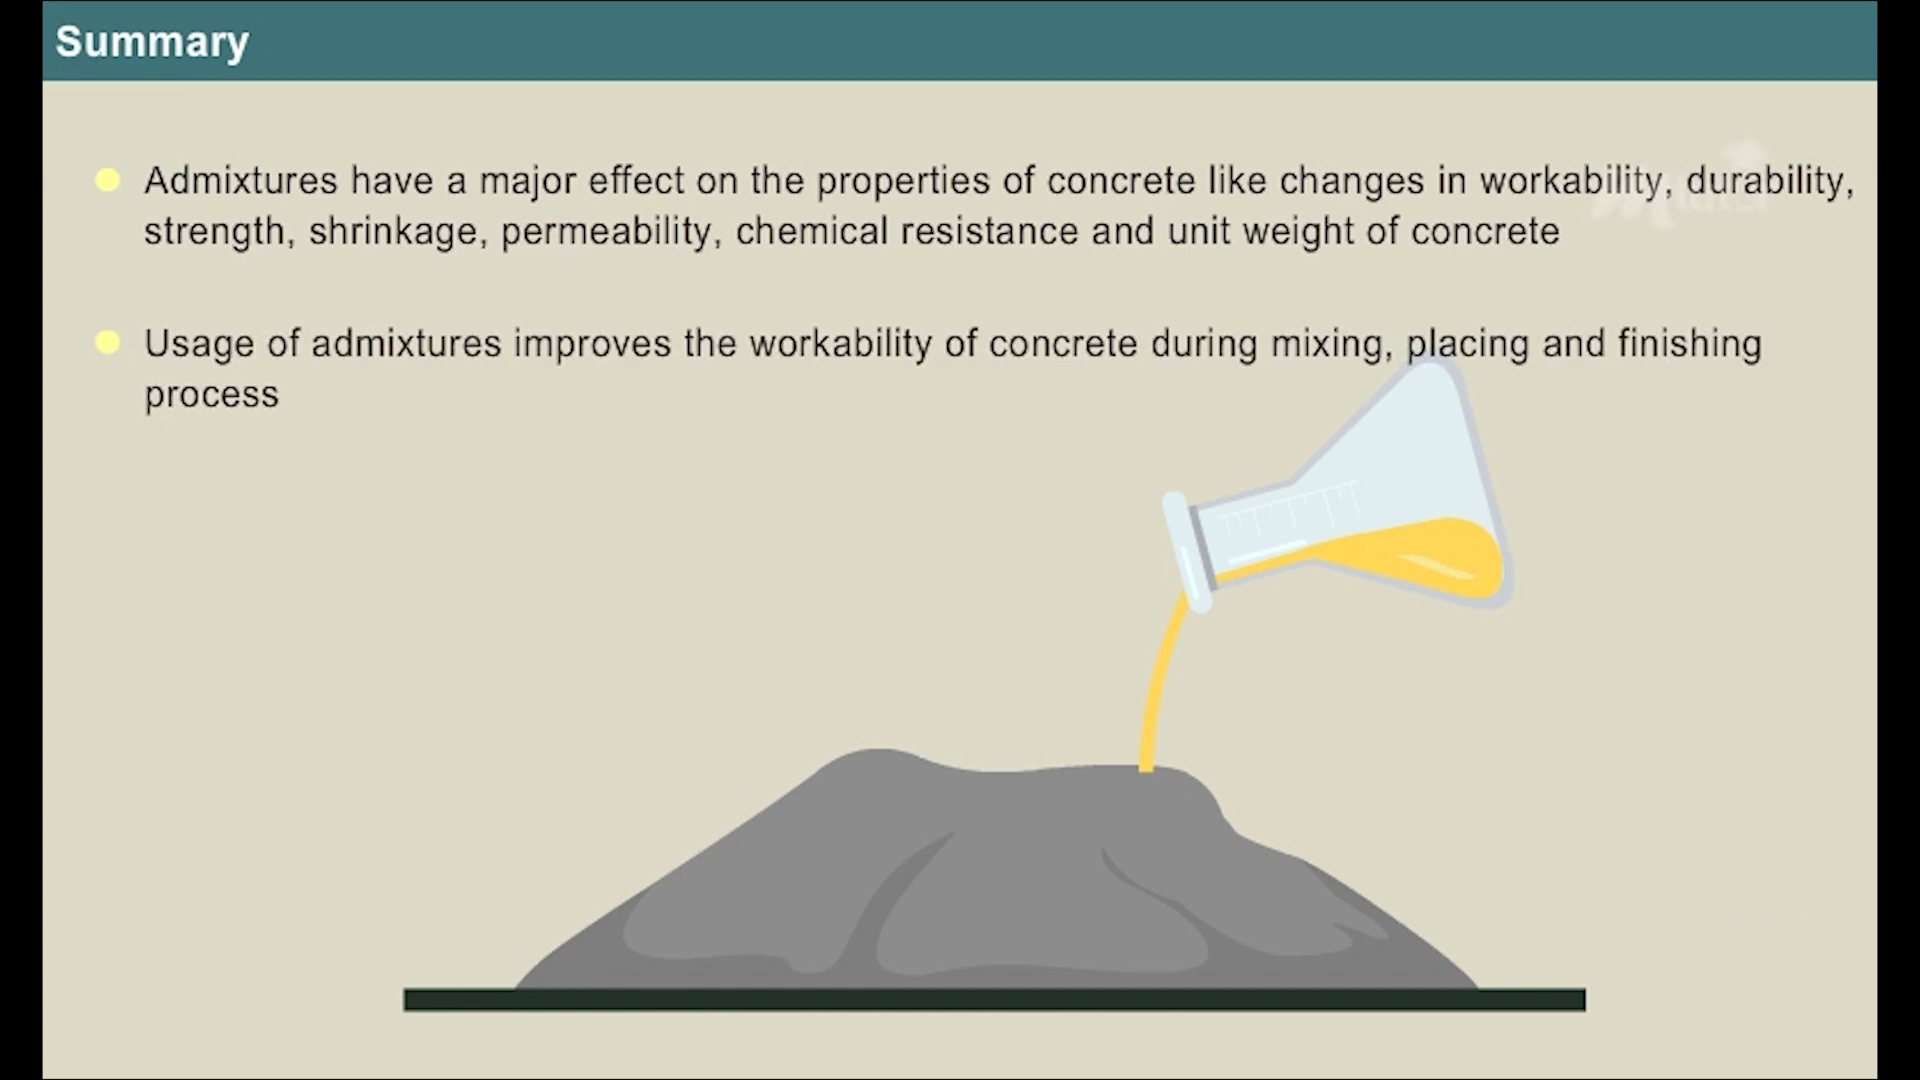 Summary
Admixtures have a major effect on the properties of concrete like changes in workability, durability,
strength, shrinkage, permeability, chemical resistance and unit weight of concrete
Usage of admixtures improves the workability of concrete during mixing, placing and finishing
process